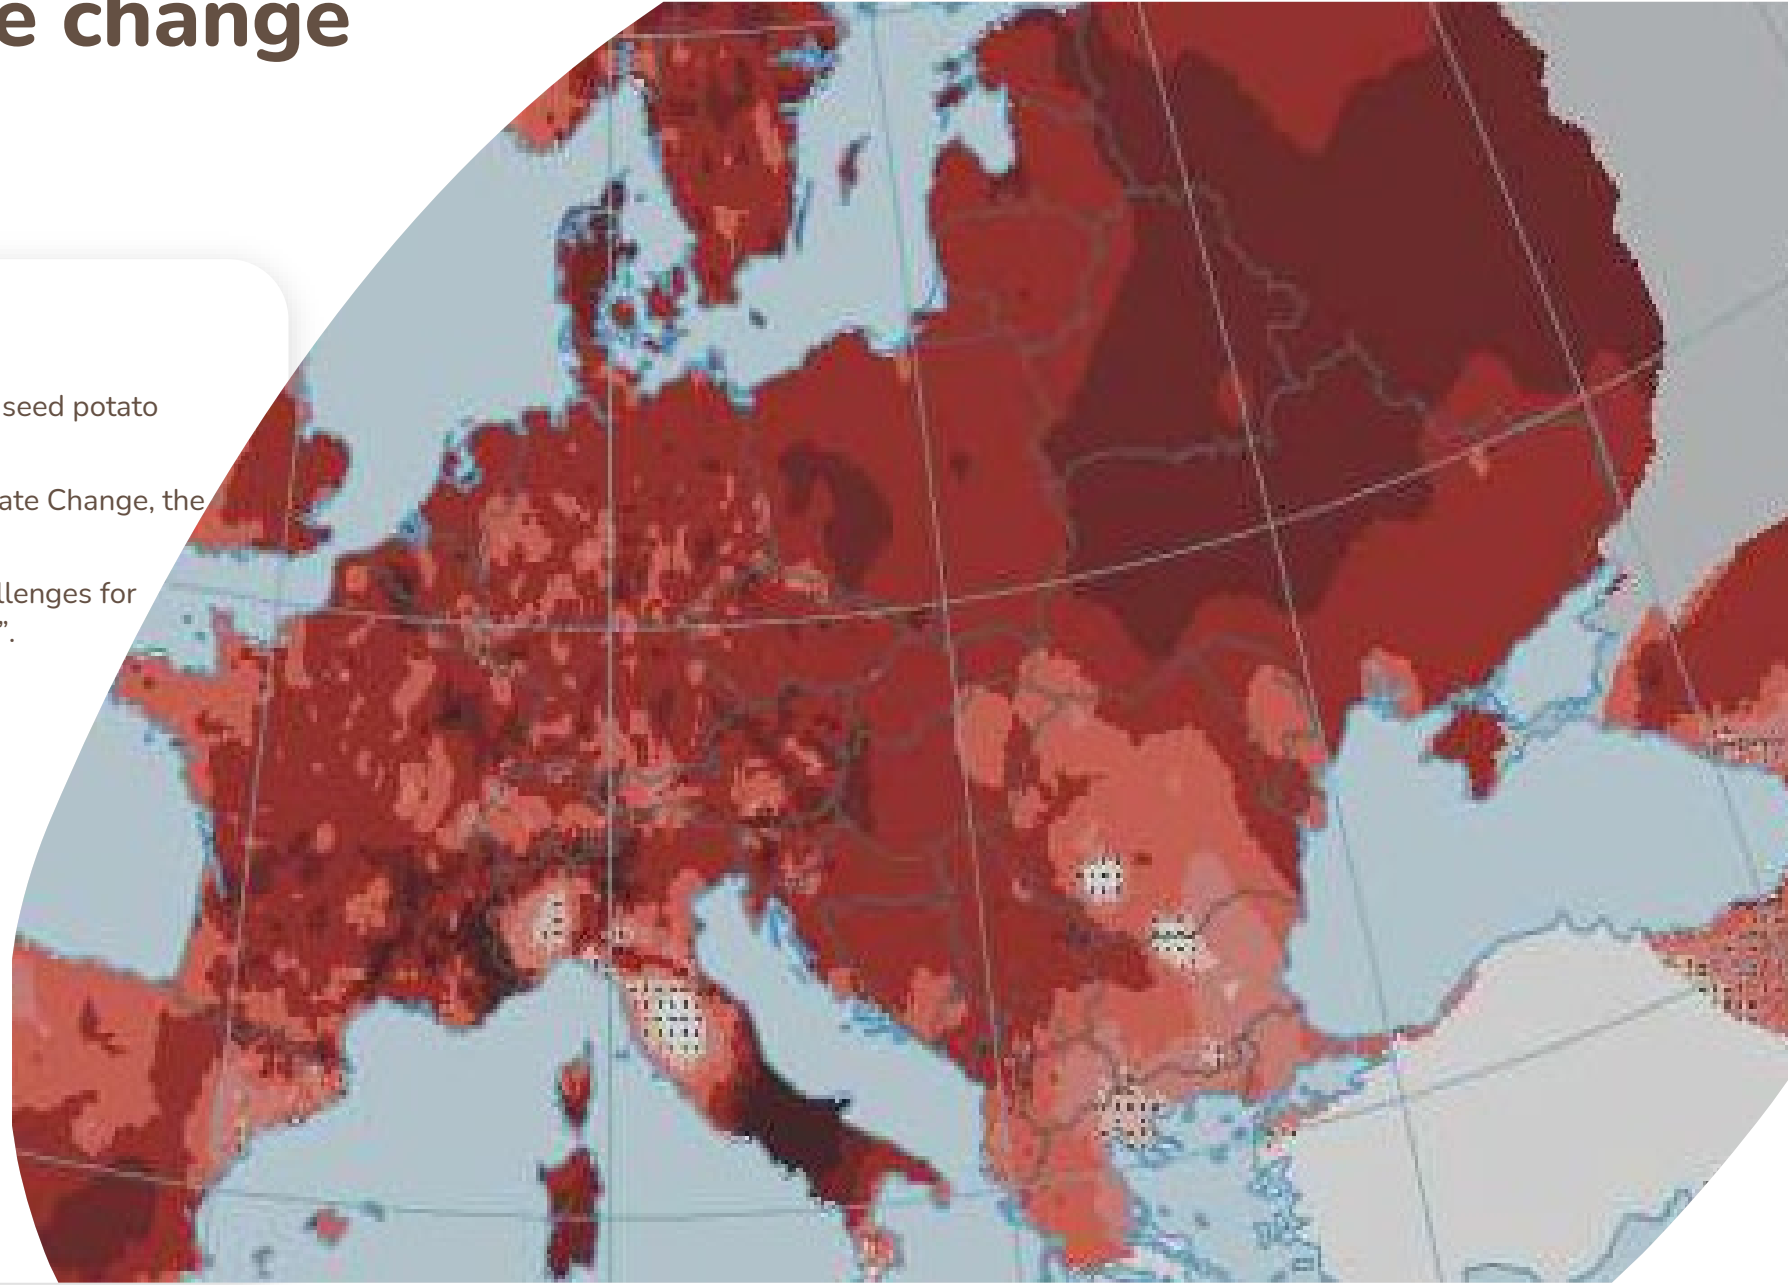 e change
seed potato
ate Change, the
llenges for
”.